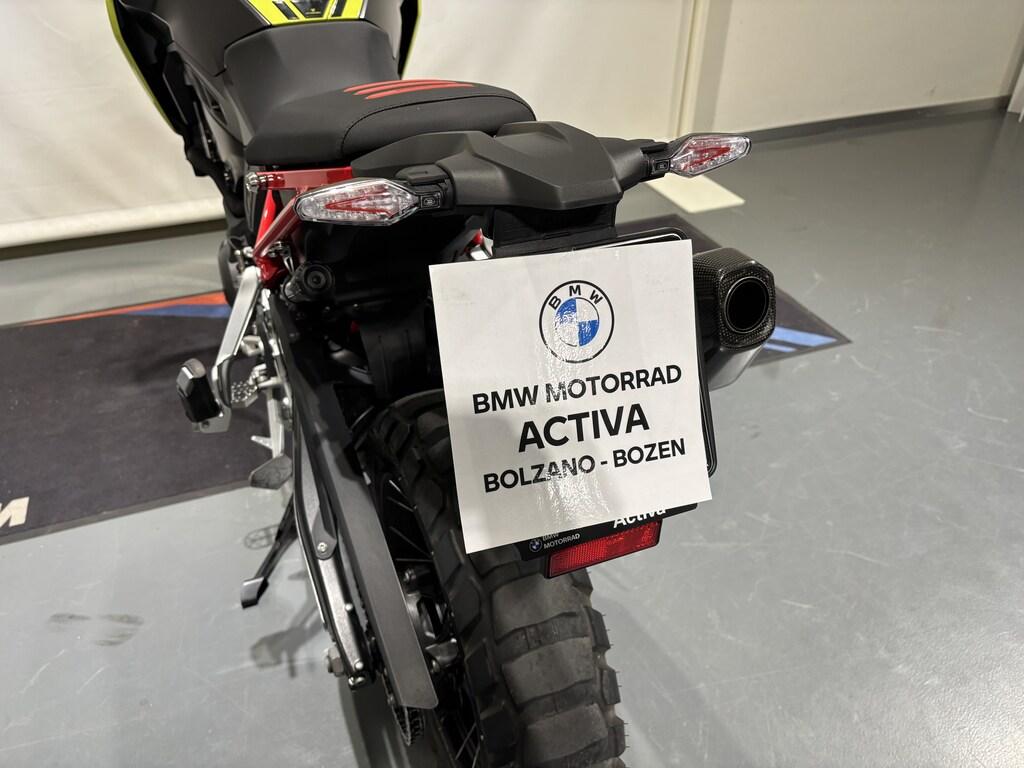 BMW
BMW MOTORRAD
ACTIVA
BOLZANO - BOZEN
Activa
BMW
MOTORRAD
M